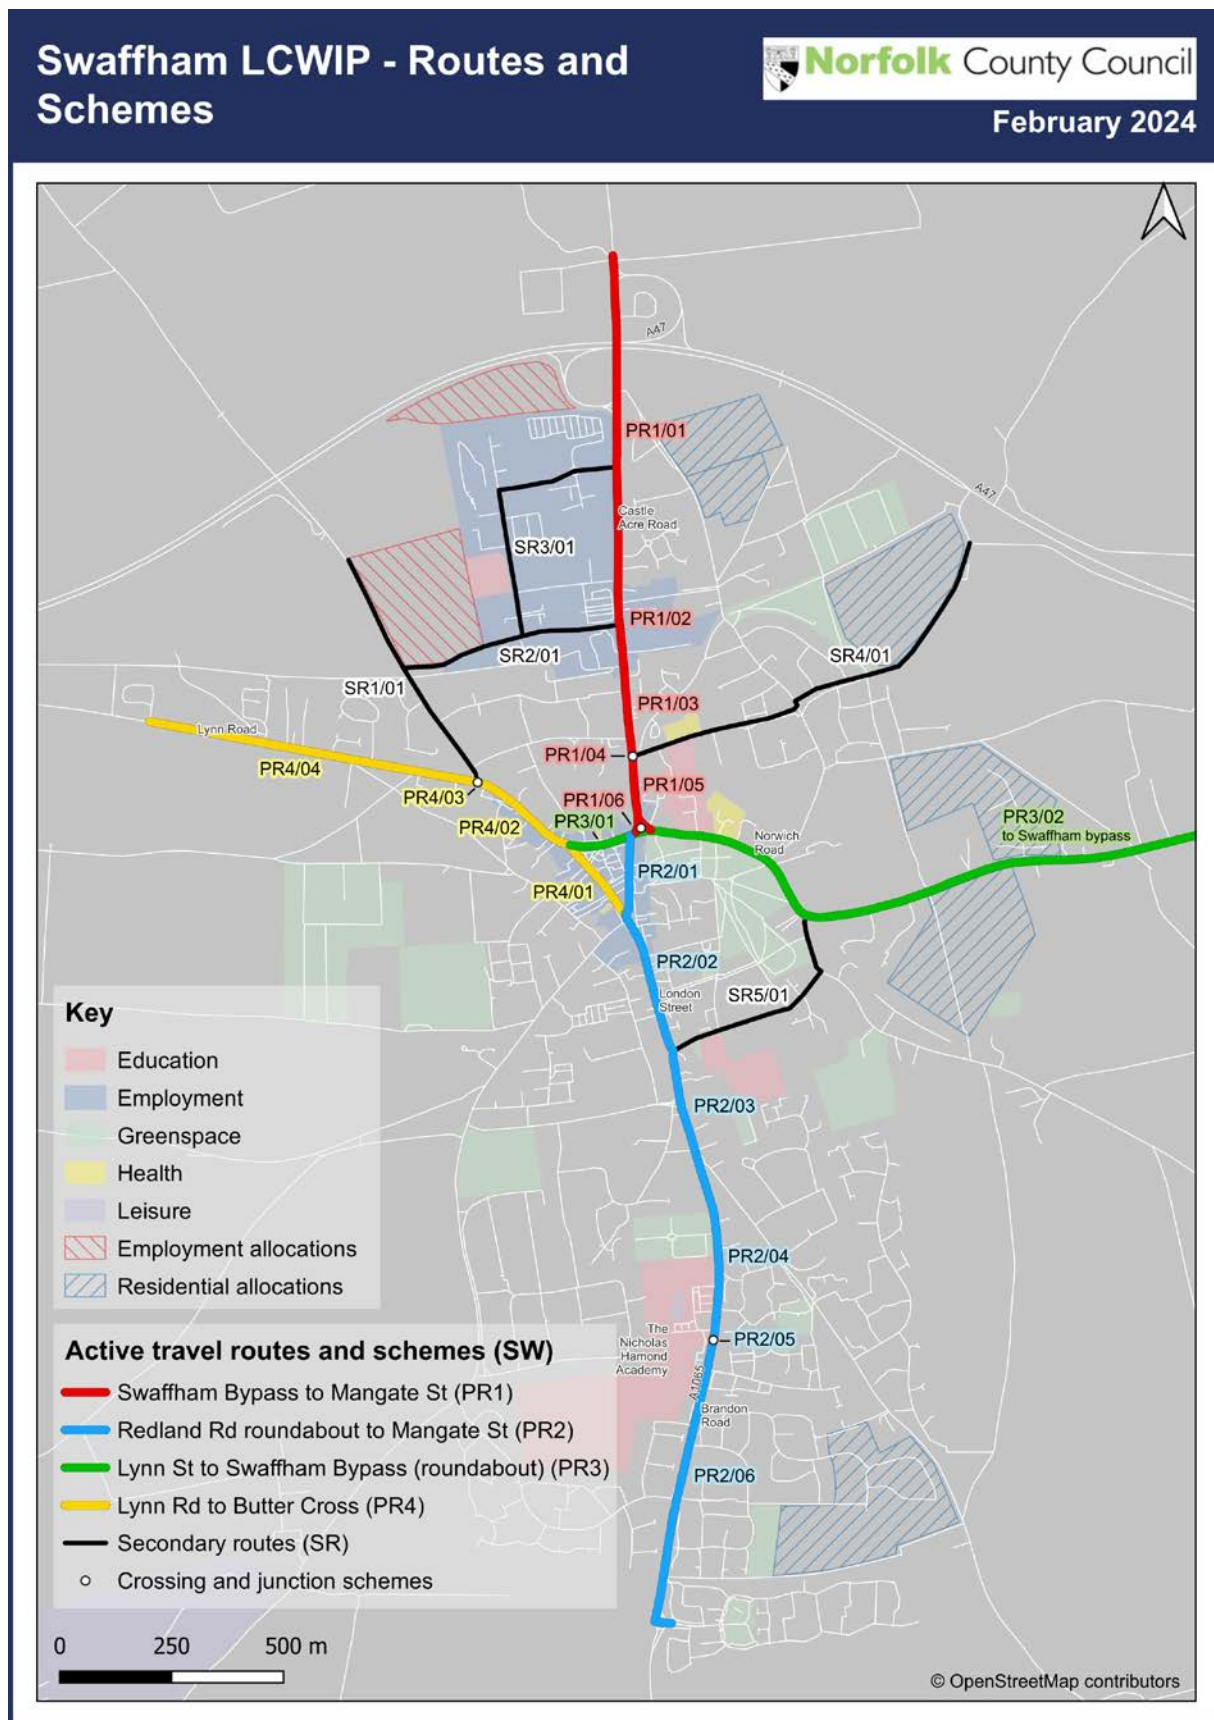 Swaffham LCWIP - Routes and
Schemes
Norfolk County Council
February 2024
A47
PR1/01
A47
Castle
Acre Road
SR3/01
PR1/02
SR2/01
SR4/01
SR1/01
PR1/03
Lynn Road
PR1/04
PR4/04
PR1/05
PR4/03
PR1/06
PR3/01
PR4/02
PR3/02
to Swaffham bypass
Norwich
Road
PR2/01
PR4/01
PR2/02
SR5/01
London
Street
PR2/03
PR2/04
PR2/05
The
Nicholas
Hamond
Academy
A1065
Brandon
Road
PR2/06
Key
Education
Employment
Greenspace
Health
Leisure
Employment allocations
Residential allocations
Active travel routes and schemes (SW)
Swaffham Bypass to Mangate St (PR1)
Redland Rd roundabout to Mangate St (PR2)
Lynn St to Swaffham Bypass (roundabout) (PR3)
Lynn Rd to Butter Cross (PR4)
Secondary routes (SR)
Crossing and junction schemes
0 250 500 m
© OpenStreetMap contributors